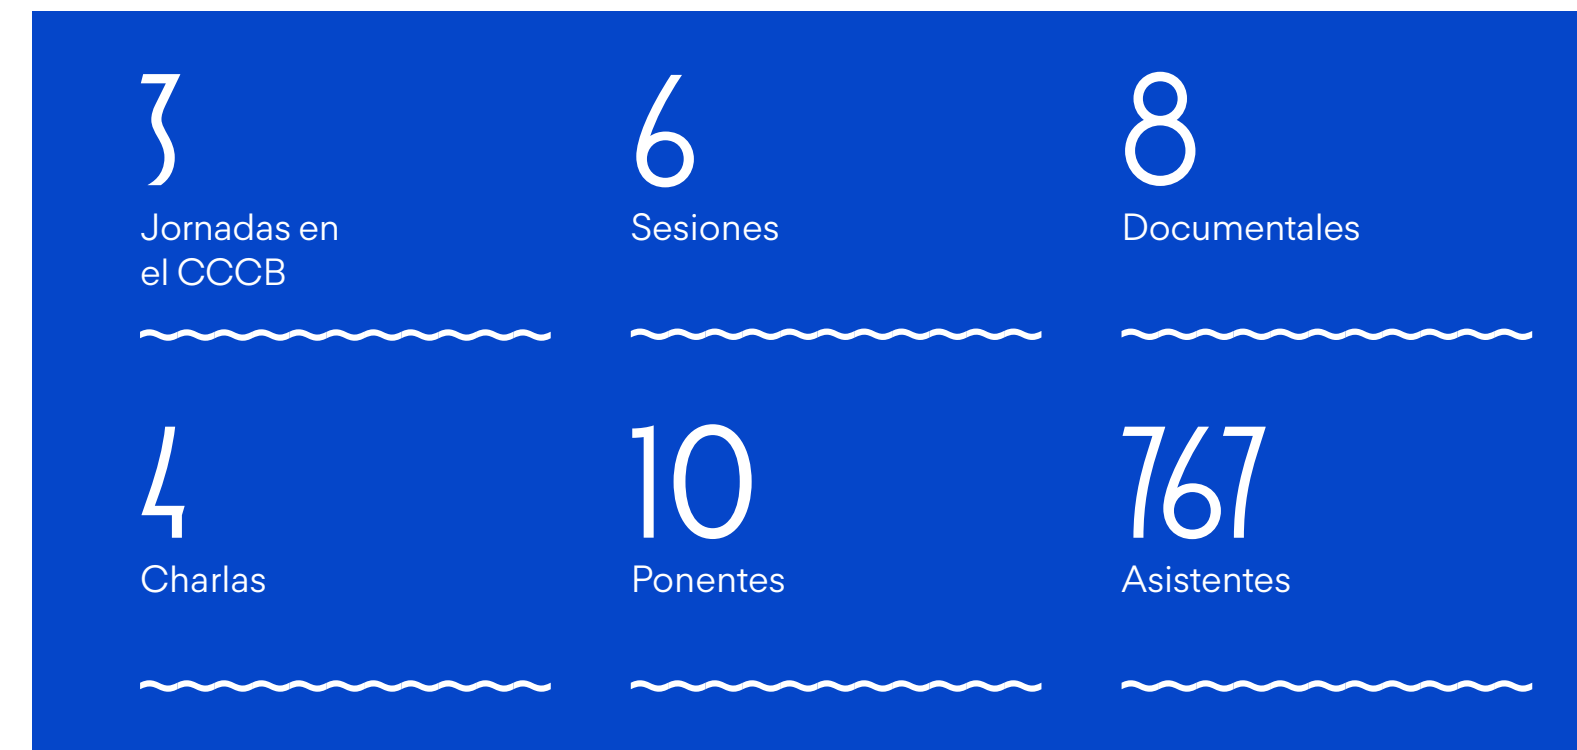 3
Jornadas en
el CCCB
6
Sesiones
8
Documentales
4
Charlas
10
Ponentes
767
Asistentes